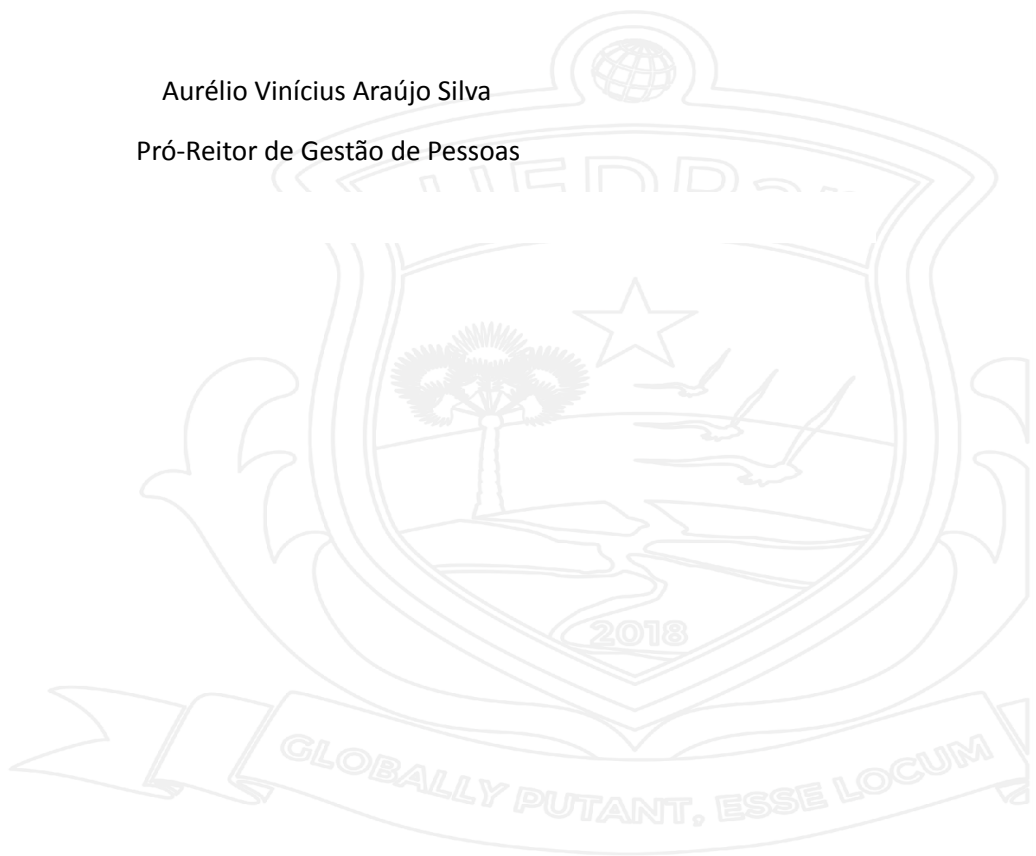 Aurélio Vinícius Araújo Silva
Pró-Reitor de Gestão de Pessoas
2018
GLOBALLY PUTANT, ESSE LOCUM